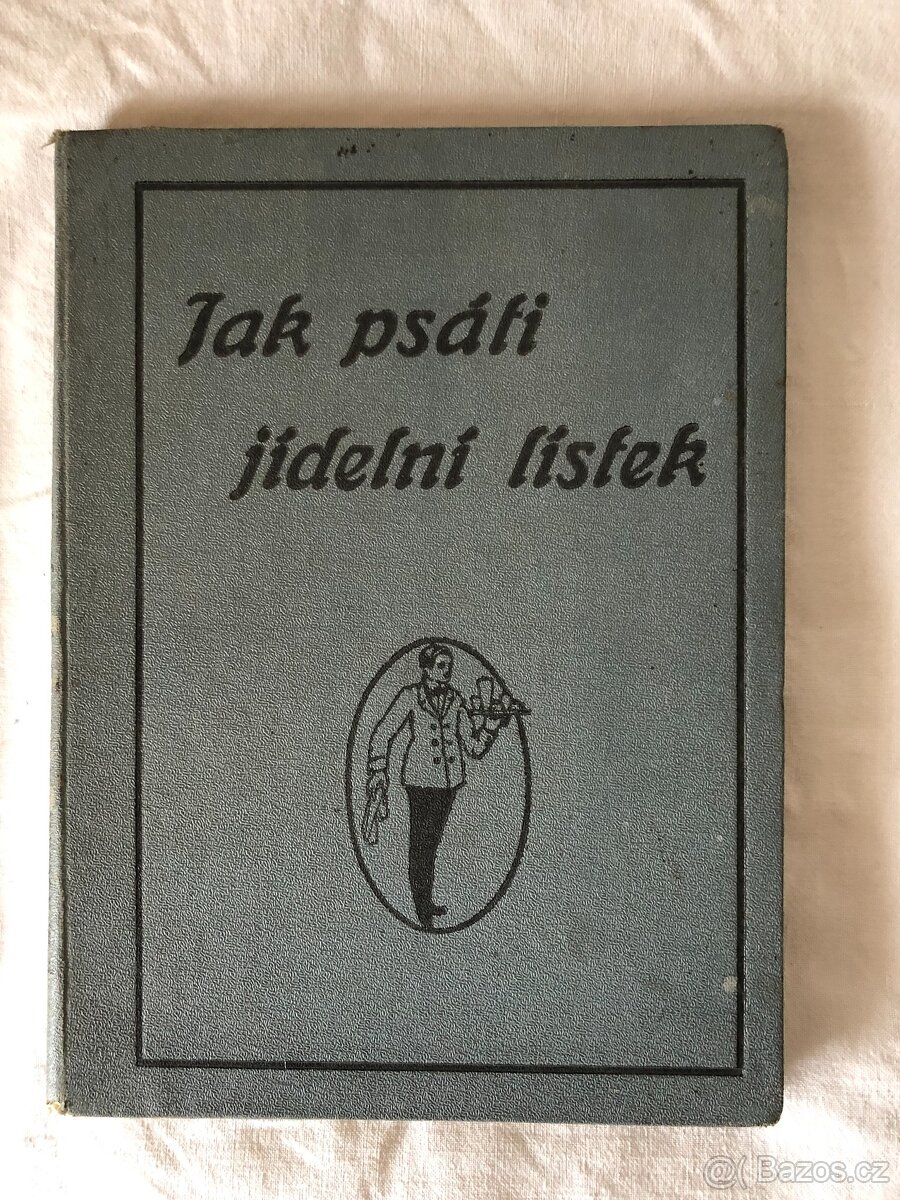 Jak psáti
jídelní lístek
@( Bazos.cz